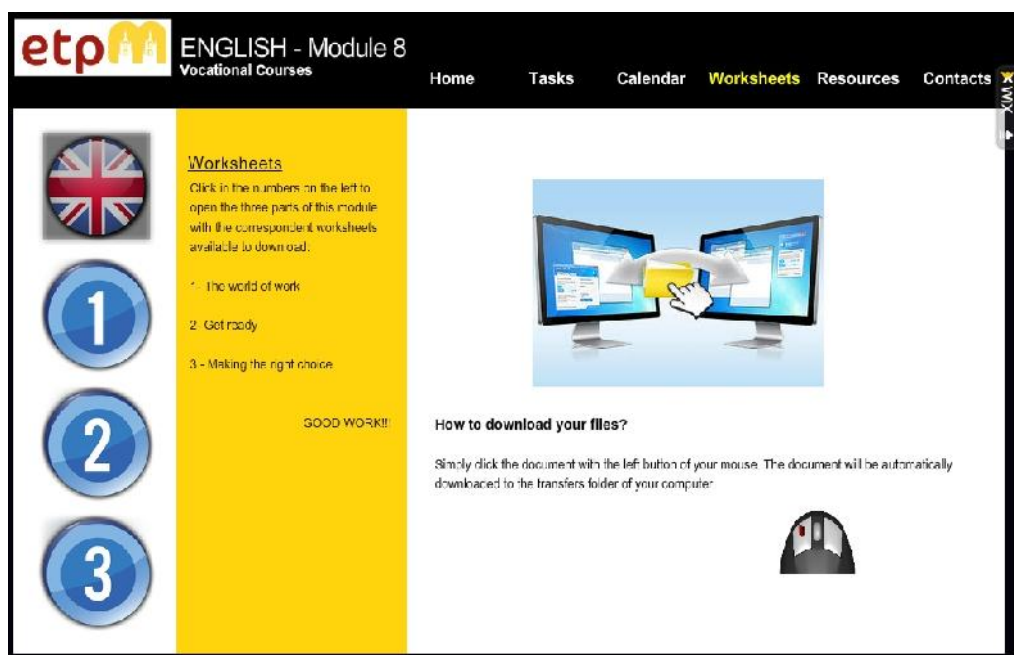 etpm
ENGLISH - Module 8
Vocational Courses
Home Tasks Calendar Worksheets Resources Contacts
WiX
Worksheets
Click in the numbers on the left to
open the three parts of this module
with the correspondent worksheets
available to download:
1- The world of work
2- Get ready
3 - Making the right choice
GOOD WORK!!!
1
2
3
How to download your files?
Simply click the document with the left button of your mouse. The document will be automatically
downloaded to the transfers folder of your computer